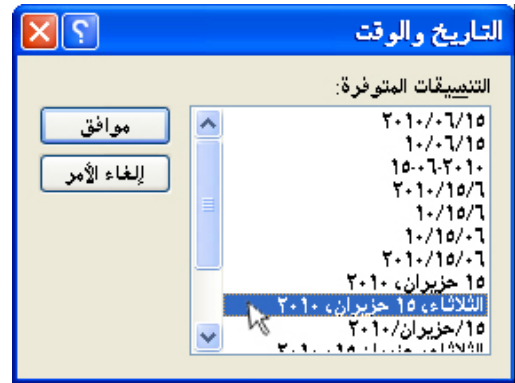 التاريخ والوقت
التنسيقات المتوفرة:
٢٠١٠/٠٦/١٥
١٠/٠٦/١٥
١٥-٠٦-٢٠١٠
٢٠١٠/١٥/٦
١٠/١٥/٦
١٠/١٥/٠٦
٢٠١٠/١٥/٠٦
١٥ حزيران، ٢٠١٠
الثلاثاء، ١٥ حزيران، ٢٠١٠
١٥/حزيران/٢٠١٠
موافق
إلغاء الأمر